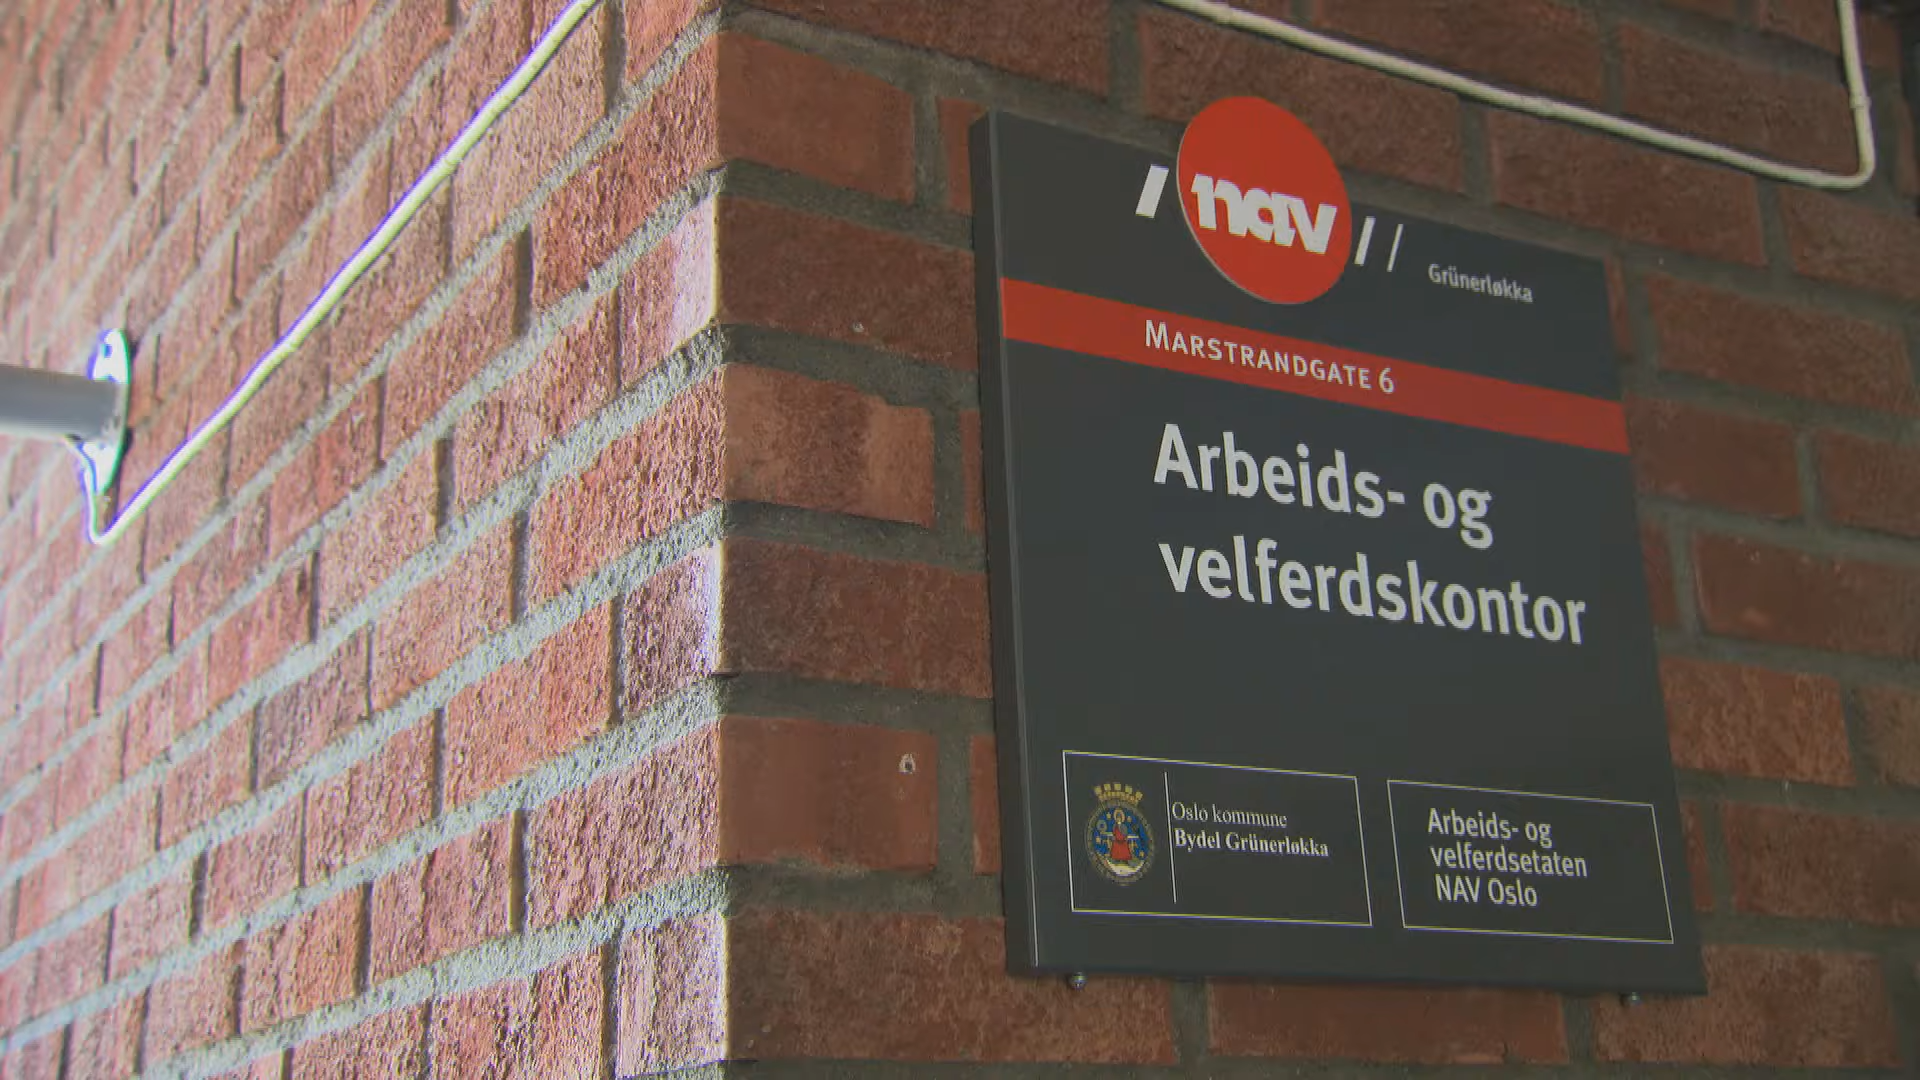 nav
Grünerløkka
MARSTRANDGATE 6
Arbeids- og
velferdskontor
Oslo kommune
Bydel Grünerløkka
Arbeids- og
velferdsetaten
NAV Oslo